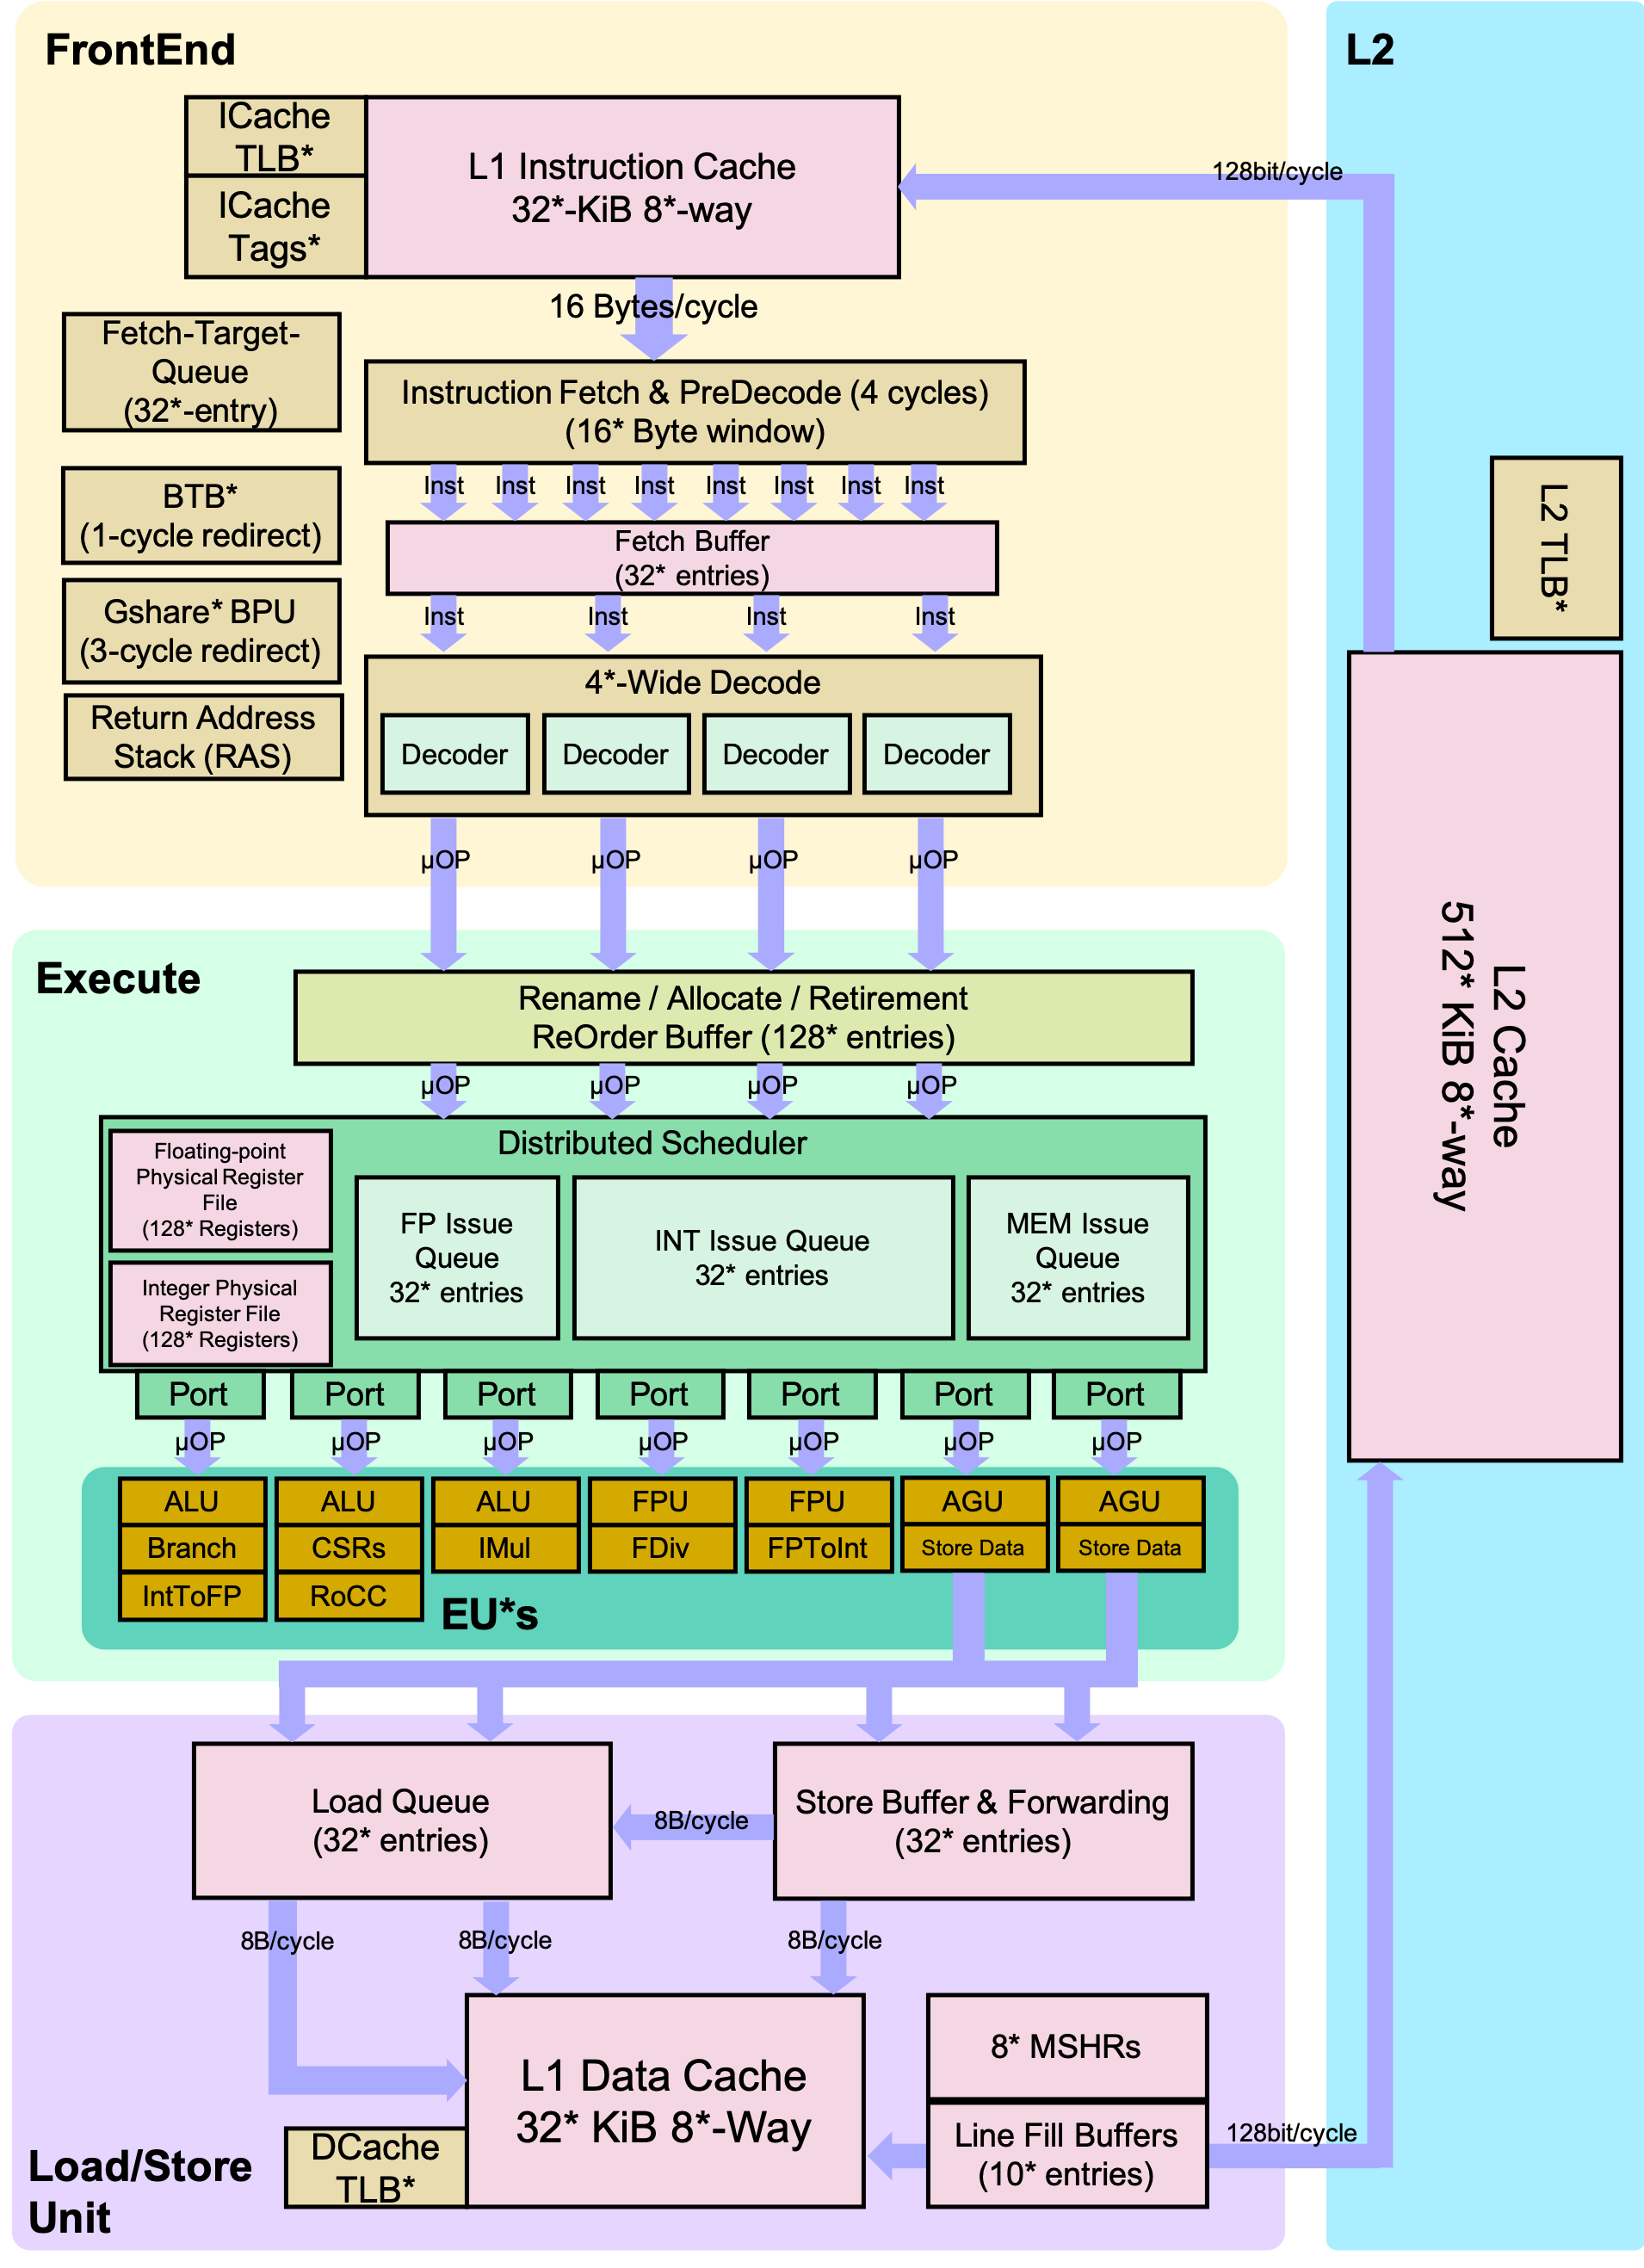 FrontEnd
L2
ICache
TLB*
ICache
Tags*
L1 Instruction Cache
32*-KiB 8*-way
128bit/cycle
16 Bytes/cycle
Fetch-Target-
Queue
(32*-entry)
Instruction Fetch & PreDecode (4 cycles)
(16* Byte window)
Inst Inst Inst Inst Inst Inst Inst Inst
BTB*
(1-cycle redirect)
Fetch Buffer
(32* entries)
L2 TLB*
Gshare* BPU
(3-cycle redirect)
Inst Inst Inst Inst
Return Address
Stack (RAS)
4*-Wide Decode
Decoder Decoder Decoder Decoder
µOP µOP µOP µOP
L2 Cache
512* KiB 8*-way
Execute
Rename / Allocate / Retirement
ReOrder Buffer (128* entries)
µOP µOP µOP µOP
Distributed Scheduler
Floating-point
Physical Register
File
(128* Registers)
Integer Physical
Register File
(128* Registers)
FP Issue
Queue
32* entries
INT Issue Queue
32* entries
MEM Issue
Queue
32* entries
Port Port Port Port Port Port Port
µOP µOP µOP µOP µOP µOP µOP
ALU ALU ALU FPU FPU AGU AGU
Branch CSRs IMul FDiv FPToInt Store Data Store Data
IntToFP RoCC
EU*s
Load Queue
(32* entries)
8B/cycle
Store Buffer & Forwarding
(32* entries)
8B/cycle 8B/cycle 8B/cycle
L1 Data Cache
32* KiB 8*-Way
8* MSHRs
Line Fill Buffers
(10* entries)
128bit/cycle
DCache
TLB*
Load/Store
Unit